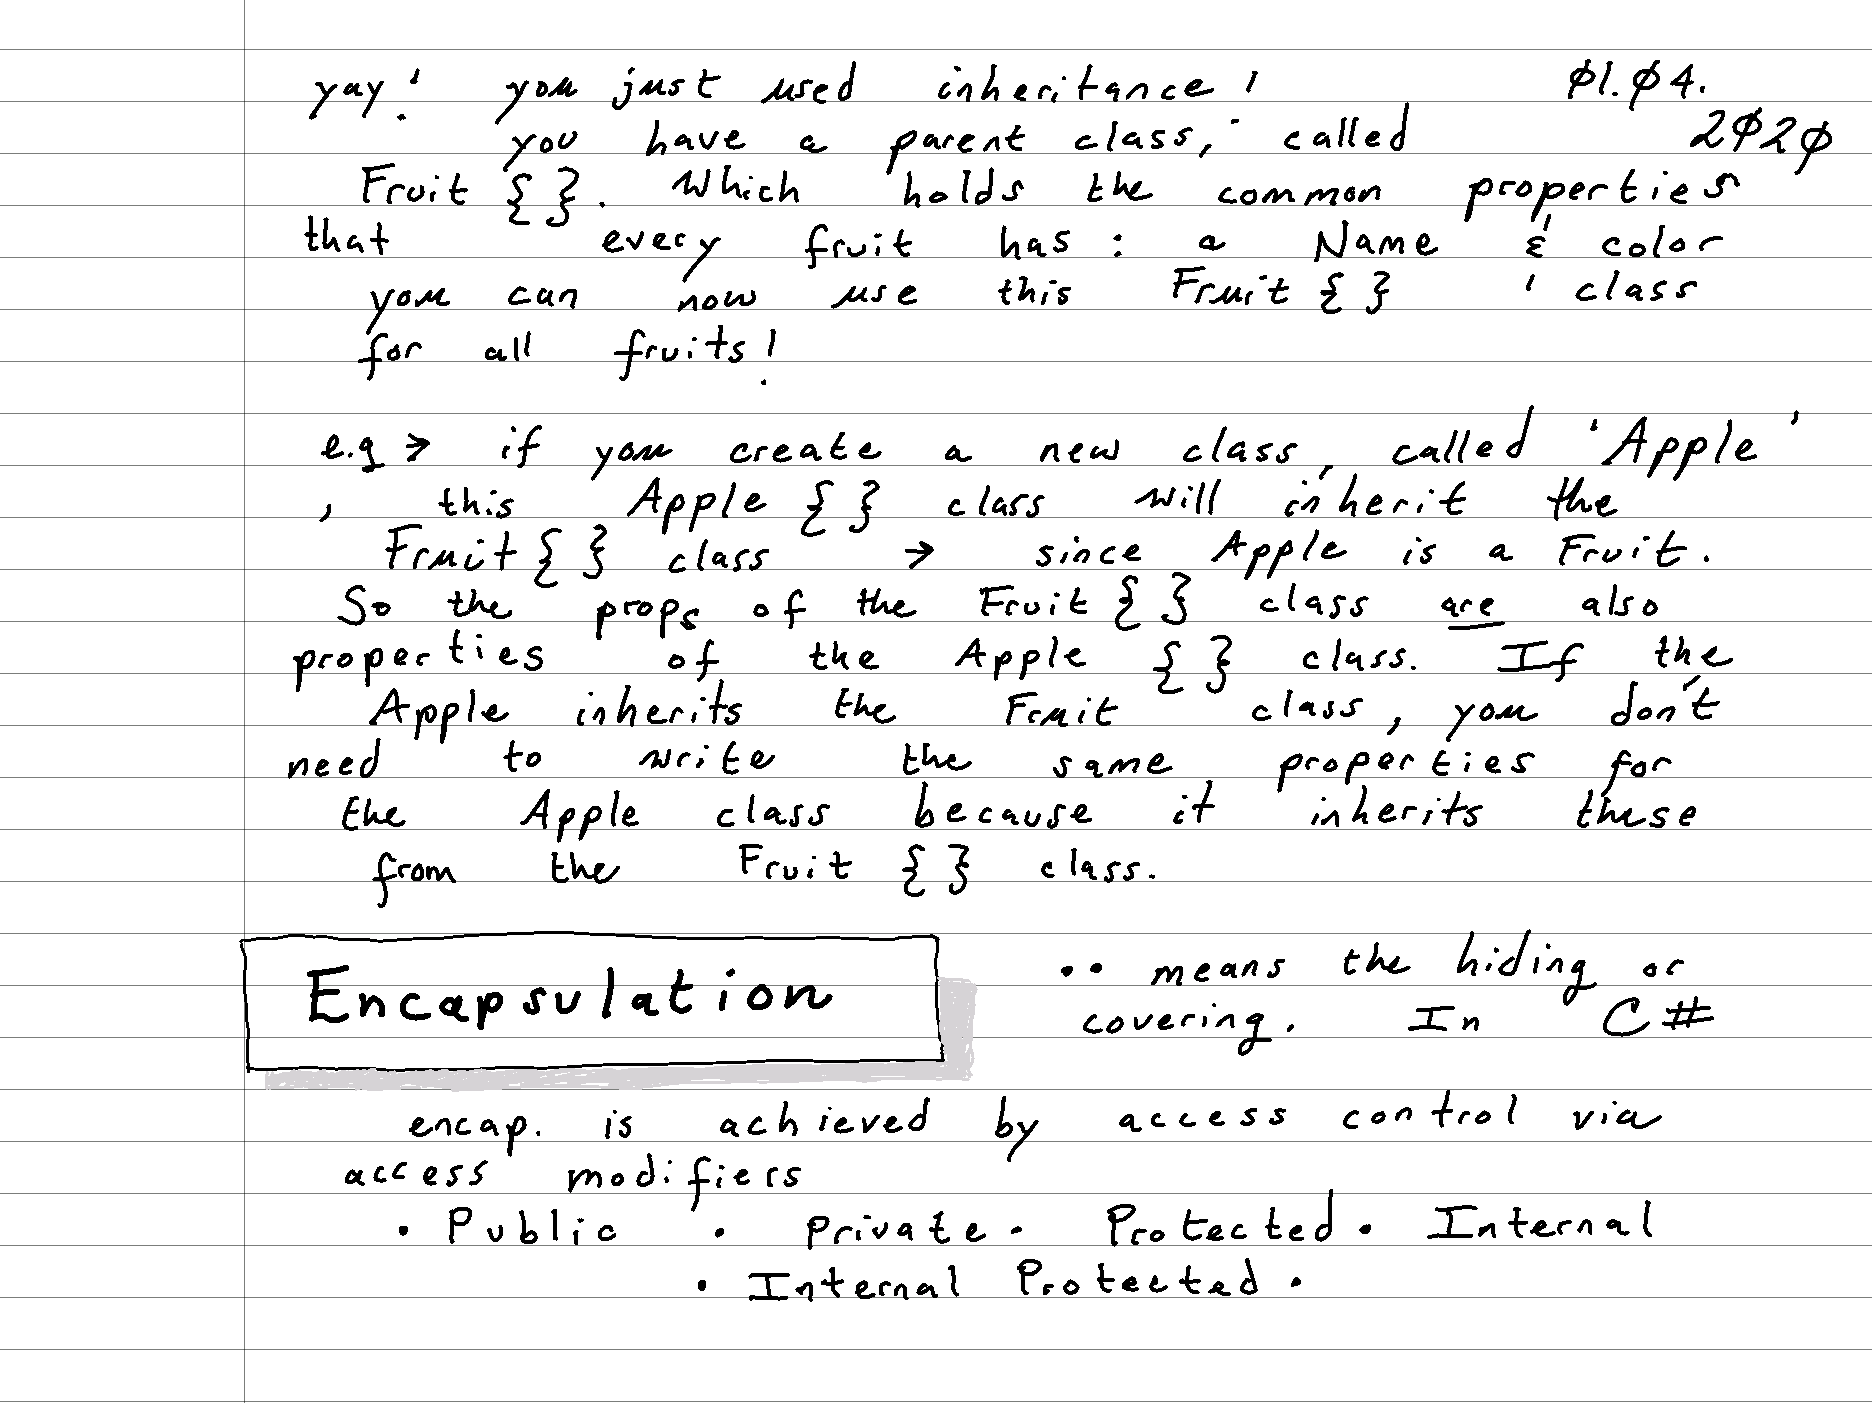 yay! you just used inheritance! Ø1.Ø4.
2Ø2Ø
you have a parent class, called
Fruit {}. Which holds the common properties
that every fruit has: a Name & color
you can now use this Fruit {} ' class
for all fruits!
e.g > if you create a new class, called 'Apple'
, this Apple {} class will inherit the
Fruit {} class → since Apple is a Fruit.
So the props of the Fruit {} class are also
properties of the Apple {} class. If the
Apple inherits the Fruit class, you don't
need to write the same properties for
the Apple class because it inherits these
from the Fruit {} class.
Encapsulation
•• means the hiding or
covering. In C#
encap. is achieved by access control via
access modifiers
• Public • Private • Protected • Internal
• Internal Protected •